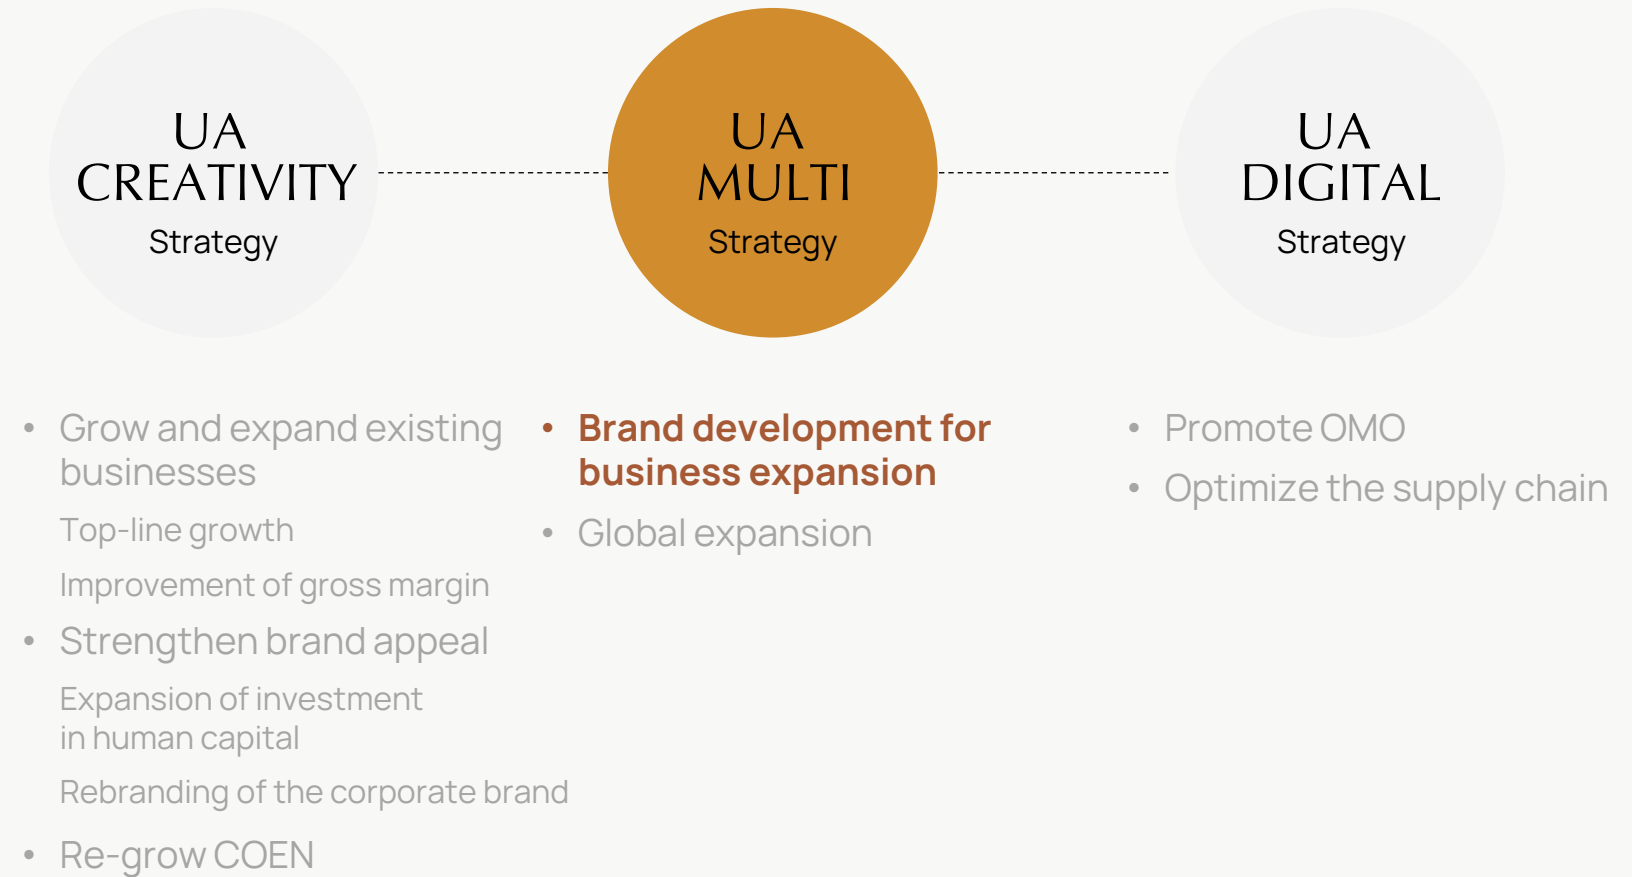 UA
CREATIVITY
Strategy
UA
MULTI
Strategy
UA
DIGITAL
Strategy
• Grow and expand existing
businesses
Top-line growth
Improvement of gross margin
• Strengthen brand appeal
Expansion of investment
in human capital
Rebranding of the corporate brand
• Re-grow COEN
• Brand development for
business expansion
• Global expansion
• Promote OMO
• Optimize the supply chain